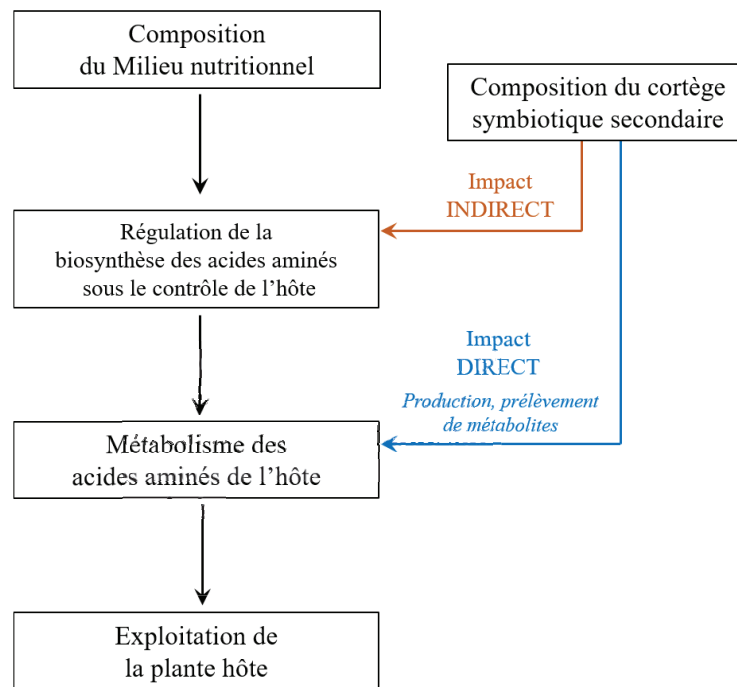 Composition
du Milieu nutritionnel
Composition du cortège
symbiotique secondaire
Impact
INDIRECT
Régulation de la
biosynthèse des acides aminés
sous le contrôle de l'hôte
Impact
DIRECT
Production, prélèvement
de métabolites
Métabolisme des
acides aminés de l'hôte
Exploitation de
la plante hôte